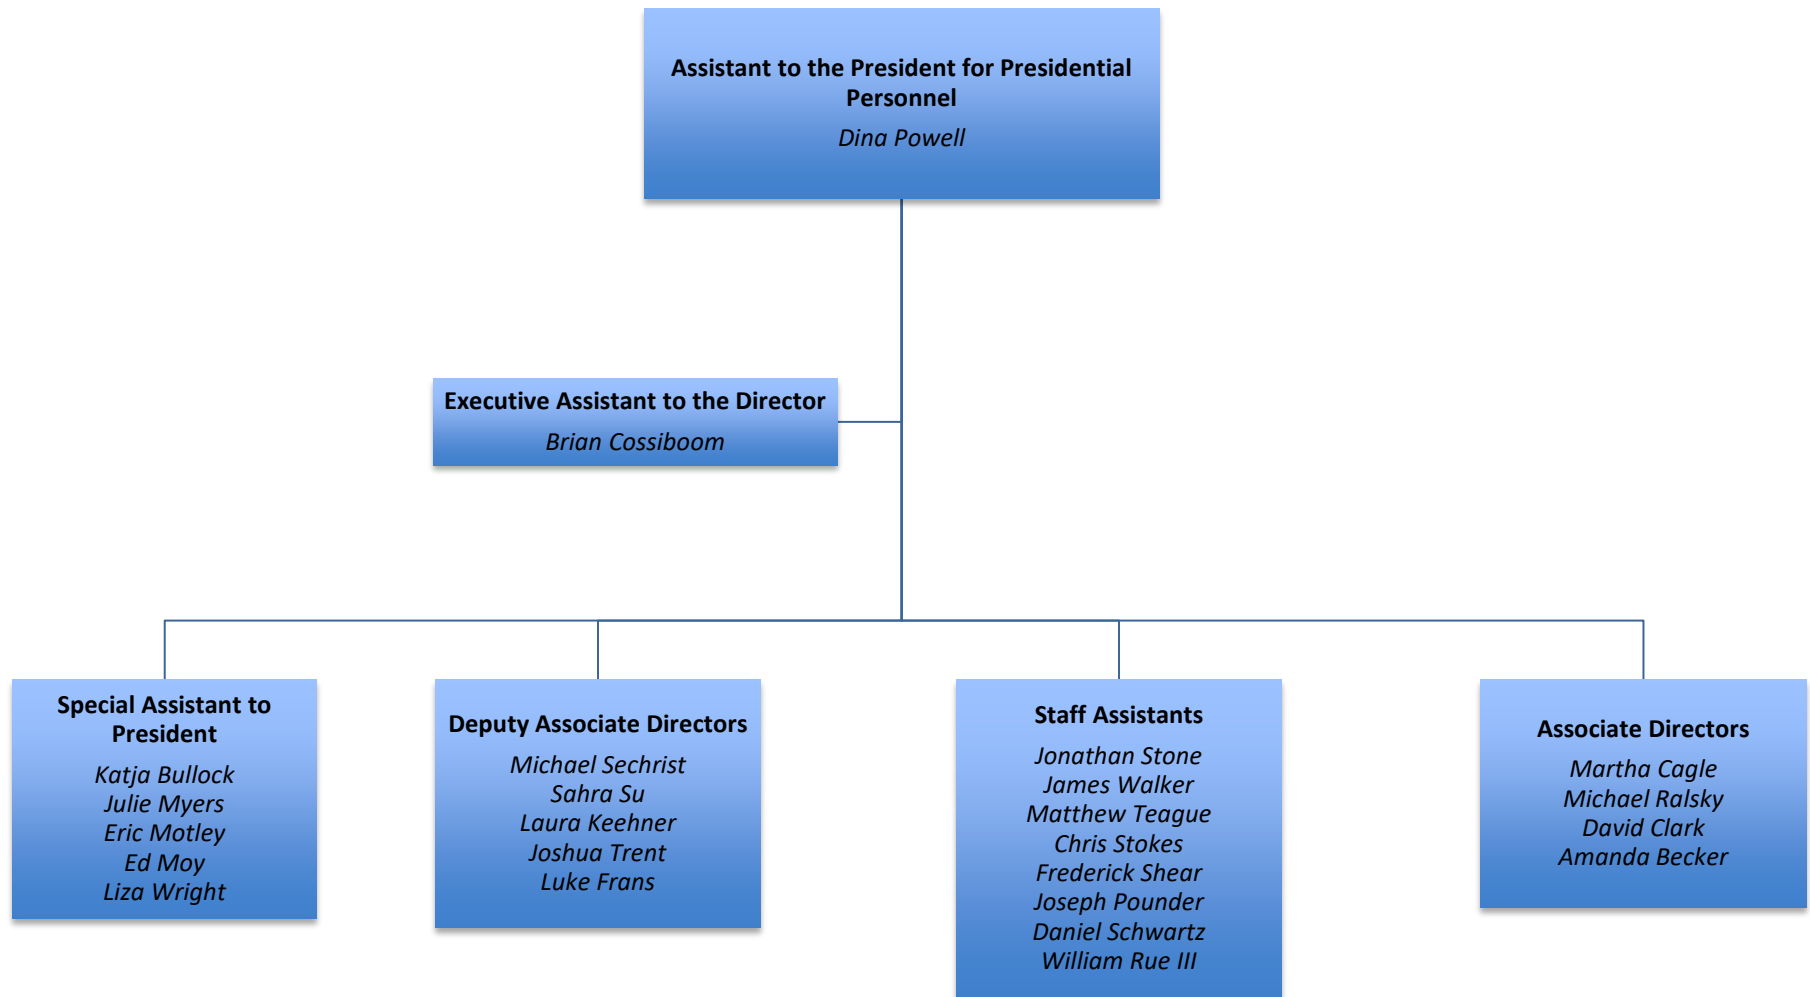 Assistant to the President for Presidential
Personnel
Dina Powell
Executive Assistant to the Director
Brian Cossiboom
Special Assistant to
President
Katja Bullock
Julie Myers
Eric Motley
Ed Moy
Liza Wright
Deputy Associate Directors
Michael Sechrist
Sahra Su
Laura Keehner
Joshua Trent
Luke Frans
Staff Assistants
Jonathan Stone
James Walker
Matthew Teague
Chris Stokes
Frederick Shear
Joseph Pounder
Daniel Schwartz
William Rue III
Associate Directors
Martha Cagle
Michael Ralsky
David Clark
Amanda Becker